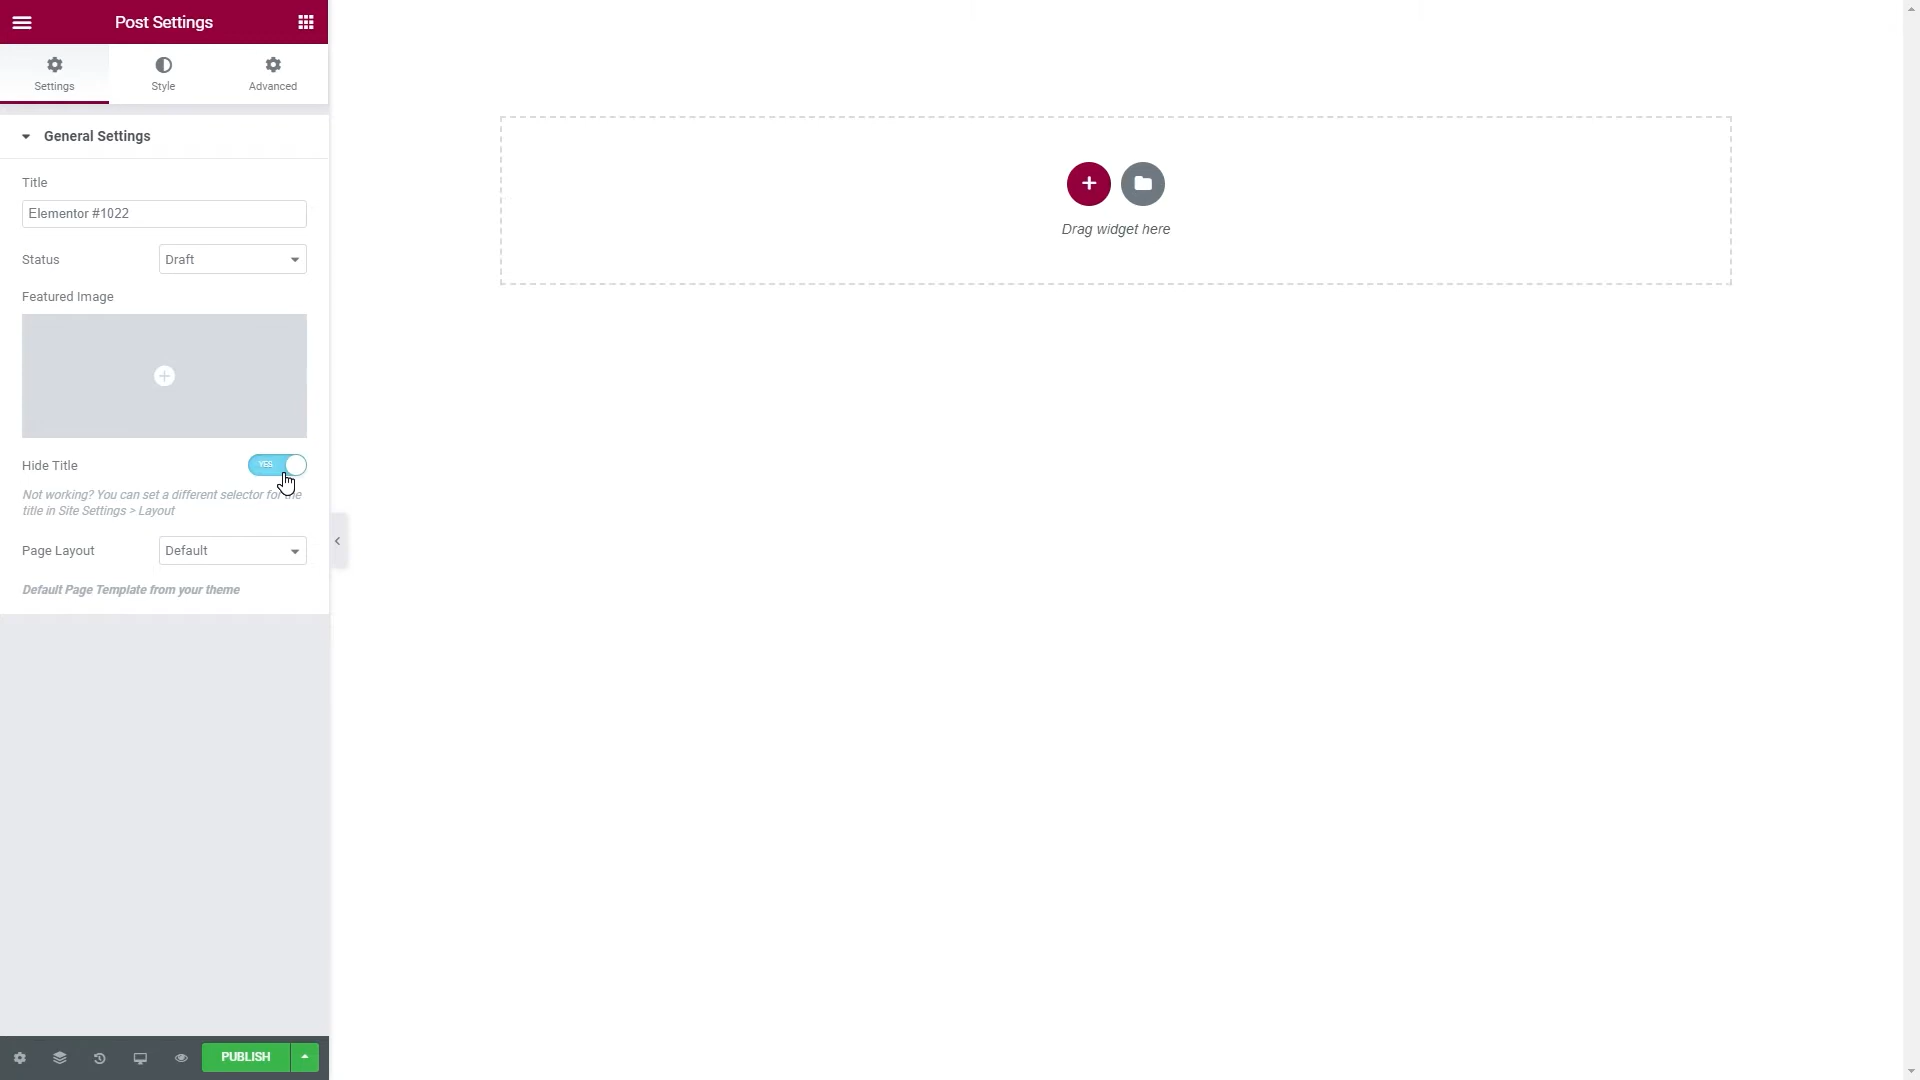 Post Settings
Settings
Style
Advanced
General Settings
Title
Elementor #1022
Status
Draft
Featured Image
Hide Title
YES
Not working? You can set a different selector for the
title in Site Settings > Layout
Page Layout
Default
Default Page Template from your theme
PUBLISH
Drag widget here